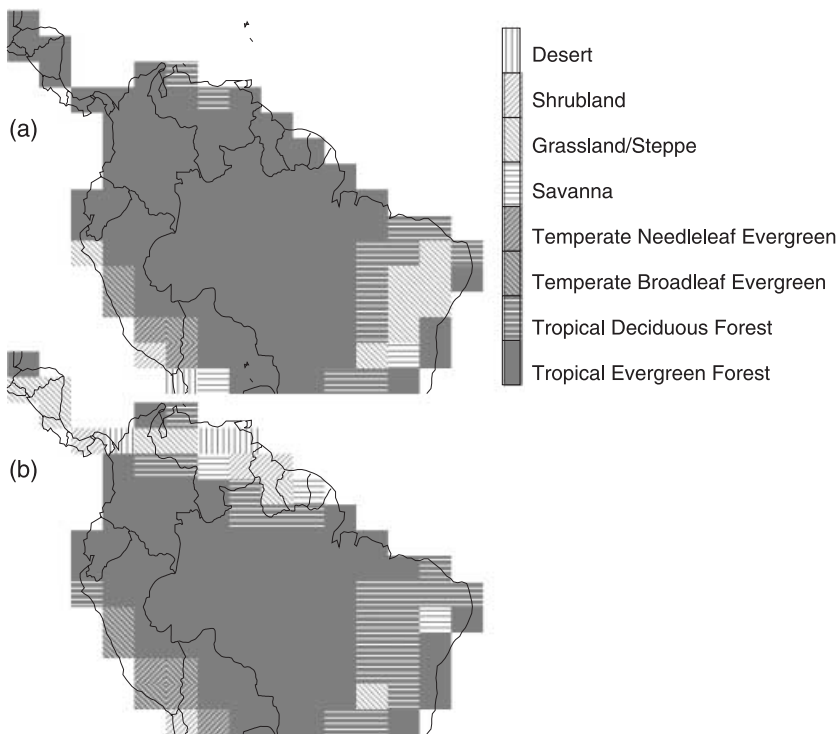 (a)
(b)
Desert
Shrubland
Grassland/Steppe
Savanna
Temperate Needleleaf Evergreen
Temperate Broadleaf Evergreen
Tropical Deciduous Forest
Tropical Evergreen Forest